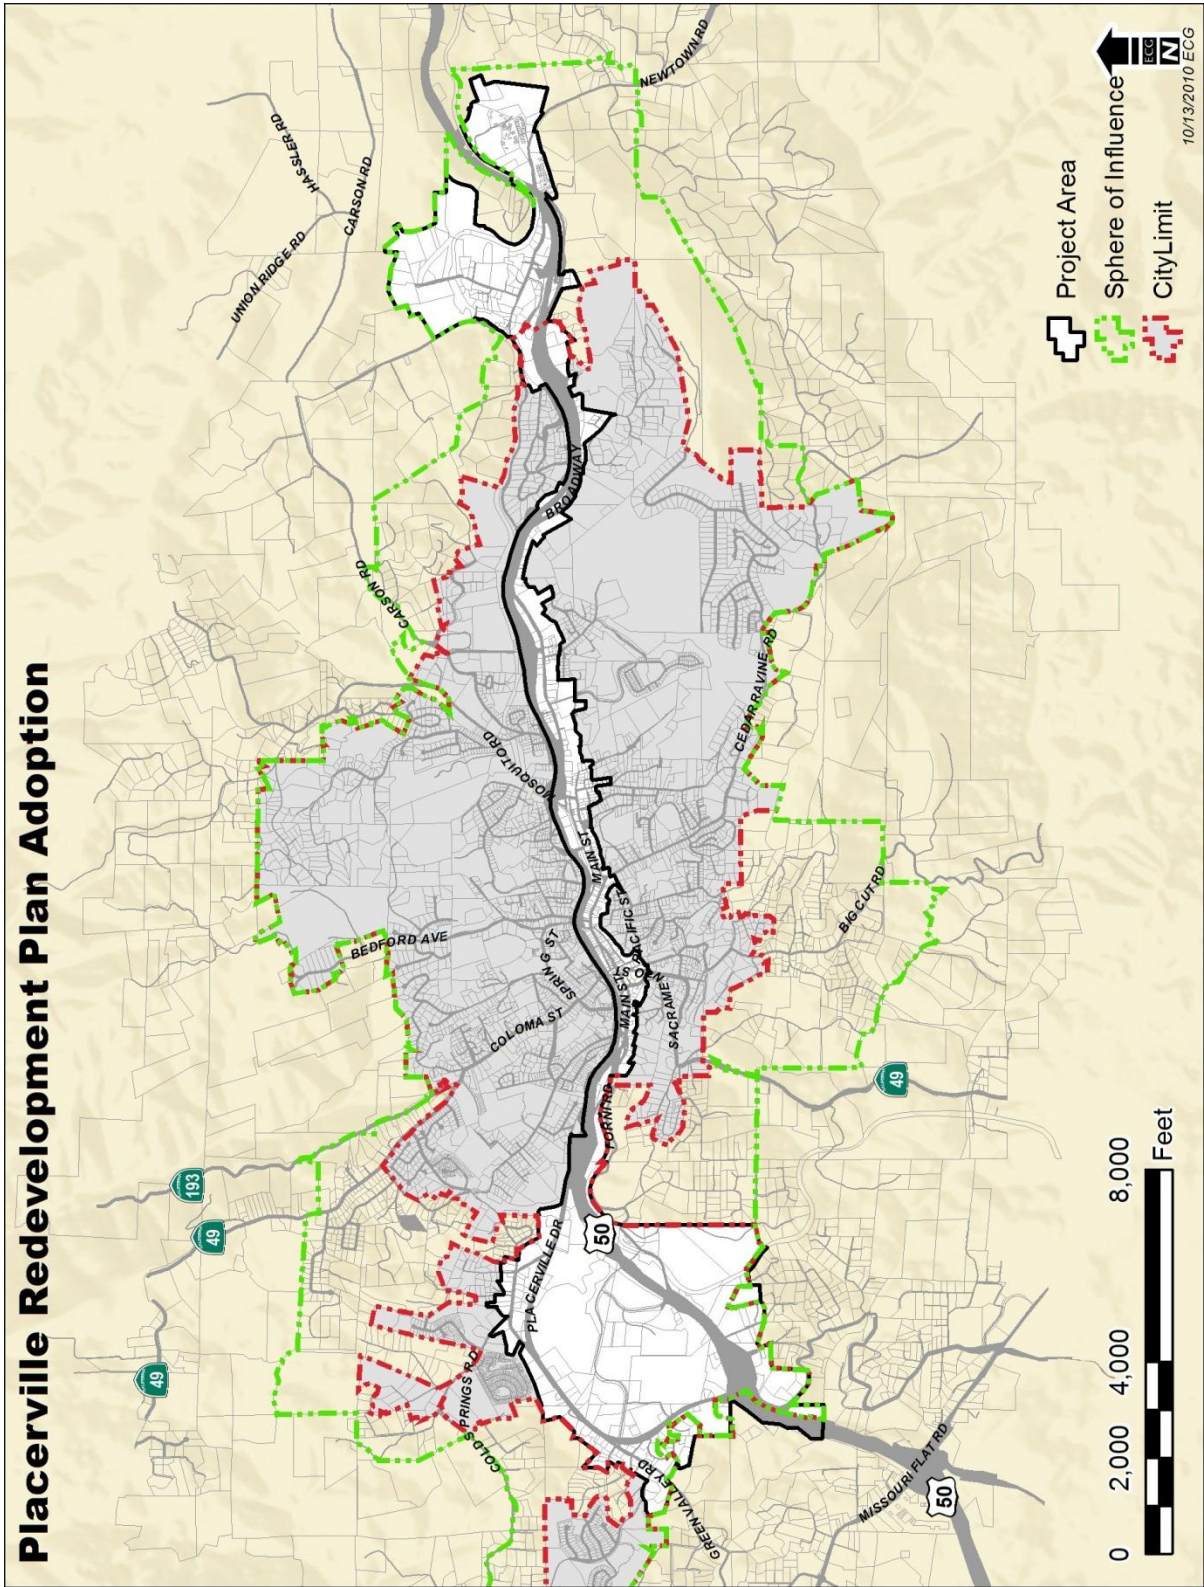 Placerville Redevelopment Plan Adoption
49
49
193
HASSLER RD
UNION RIDGE RD
CARSON RD
CARSON RD
NEWTOWN RD
BEDFORD AVE
MOSQUITO RD
COLOMA ST
SPRING ST
BROADWAY
MAIN ST
MAIN ST
PACIFIC ST
SACRAMENTO ST
CEDAR RAVINE RD
BIG CUT RD
49
FORNI RD
PLACERVILLE DR
50
COLD SPRINGS RD
GREEN VALLEY RD
MISSOURI FLAT RD
50
0 2,000 4,000 8,000
Feet
Project Area
Sphere of Influence
CityLimit
ECG
N
10/13/2010 ECG